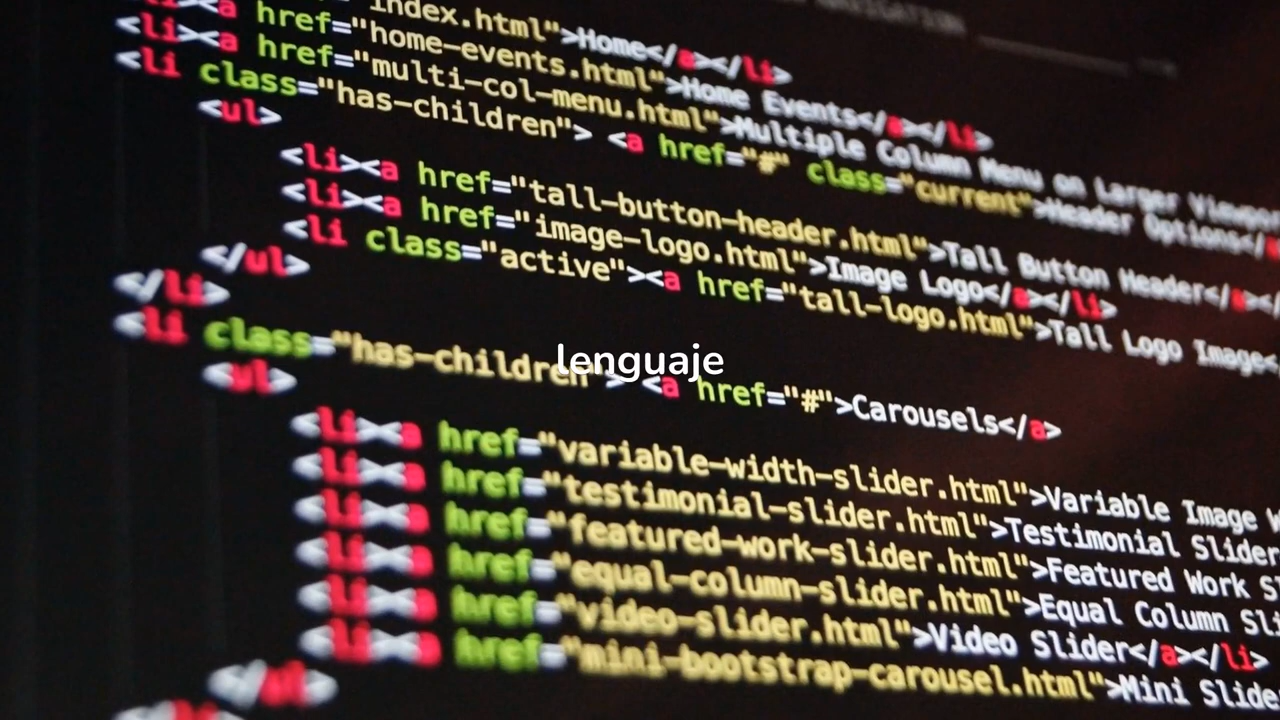 index.html">Home</a></li>
<li><a href="home-events.html">Home Events</a></li>
<li><a href="multi-col-menu.html">Multiple Column Menu on Larger
<li class="has-children"> <a href="#" class="current">Header Options</a
<ul>
<li><a href="tall-button-header.html">Tall Button Header</a></
<li><a href="image-logo.html">Image Logo</a></li>
<li class="active"><a href="tall-logo.html">Tall Logo Image<
</ul>
</li>
<li class="has-children"> <a href="#">Carousels</a>
lenguaje
<ul>
<li><a href="variable-width-slider.html">Variable Image
<li><a href="testimonial-slider.html">Testimonial Slider
<li><a href="featured-work-slider.html">Featured Work
<li><a href="equal-column-slider.html">Equal Column
<li><a href="video-slider.html">Video Slider</a></li>
<li><a href="mini-bootstrap-carousel.html">Mini
</ul>